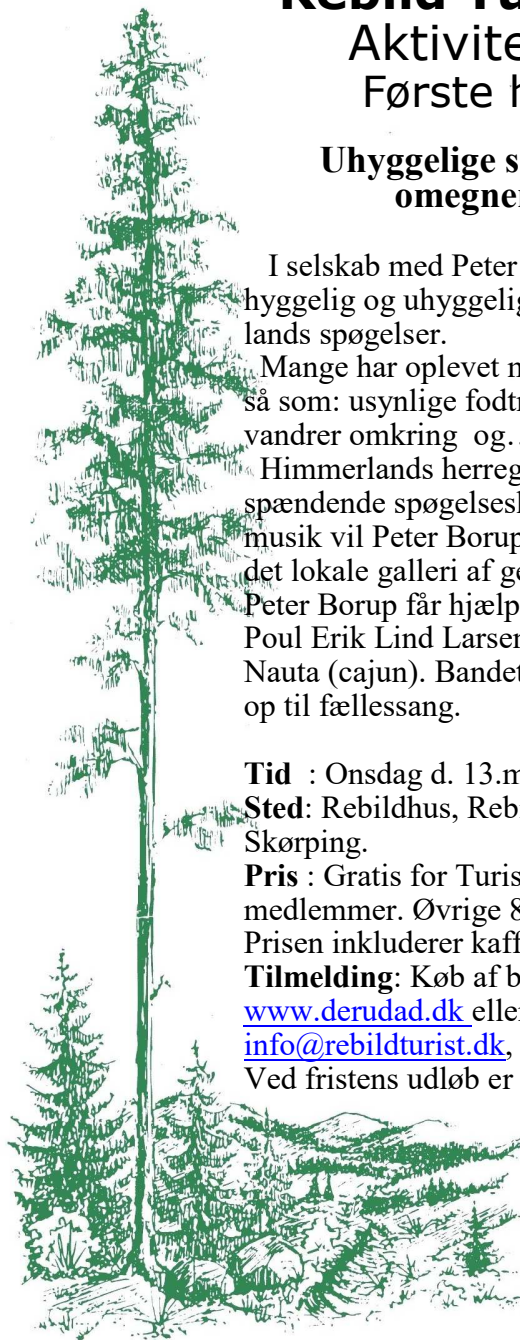 Aktivite
Første h
Uhyggelige s
omegne
I selskab med Peter
hyggelig og uhyggelig
lands spøgelser.
Mange har oplevet
så som: usynlige fodt
vandrer omkring og..
Himmerlands herreg
spændende spøgelses
musik vil Peter Borup
det lokale galleri af ge
Peter Borup får hjælp
Poul Erik Lind Larsen
Nauta (cajun). Bandet
op til fællessang.
Tid : Onsdag d. 13.m
Sted: Rebildhus, Rebi
Skørping.
Pris : Gratis for Turis
medlemmer. Øvrige 8
Prisen inkluderer kaff
Tilmelding: Køb af b
www.derudad.dk eller
info@rebildturist.dk,
Ved fristens udløb er